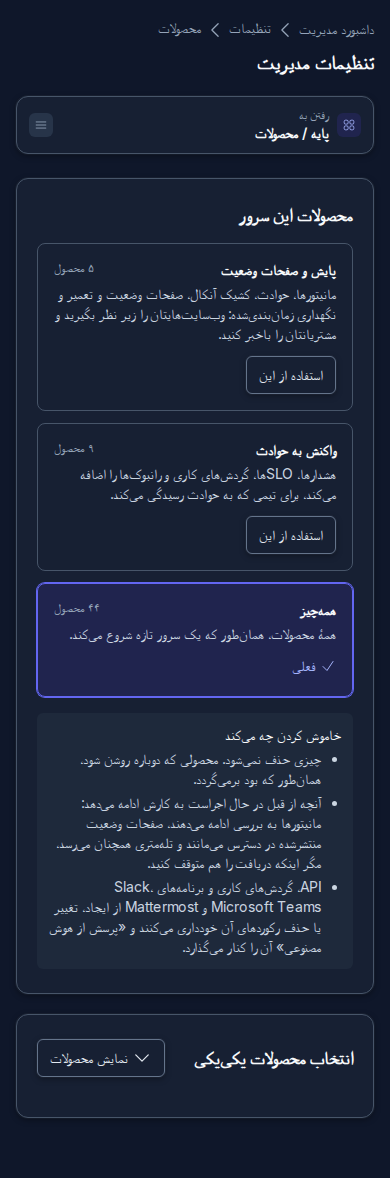 داشبورد مدیریت > تنظیمات > محصولات
تنظیمات مدیریت
رفتن به
پایه / محصولات
محصولات این سرور
پایش و صفحات وضعیت
۵ محصول
مانیتورها، حوادث، کشیک آنکال، صفحات وضعیت و تعمیر و
نگهداری زمان‌بندی‌شده: وب‌سایت‌هایتان را زیر نظر بگیرید و
مشتریانتان را باخبر کنید.
استفاده از این
واکنش به حوادث
۹ محصول
هشدارها، SLOها، گردش‌های کاری و رانبوک‌ها را اضافه
می‌کند. برای تیمی که به حوادث رسیدگی می‌کند.
استفاده از این
همه‌چیز
۴۴ محصول
همهٔ محصولات، همان‌طور که یک سرور تازه شروع می‌کند.
فعلی
خاموش کردن چه می‌کند
• چیزی حذف نمی‌شود. محصولی که دوباره روشن شود،
همان‌طور که بود برمی‌گردد.
• آنچه از قبل در حال اجراست به کارش ادامه می‌دهد:
مانیتورها به بررسی ادامه می‌دهند، صفحات وضعیت
منتشرشده در دسترس می‌مانند و تله‌متری همچنان می‌رسد،
مگر اینکه دریافت را هم متوقف کنید.
• API، گردش‌های کاری و برنامه‌های Slack،
Microsoft Teams و Mattermost از ایجاد، تغییر
یا حذف رکوردهای آن خودداری می‌کنند و «پرسش از هوش
مصنوعی» آن را کنار می‌گذارد.
انتخاب محصولات یکی‌یکی
نمایش محصولات